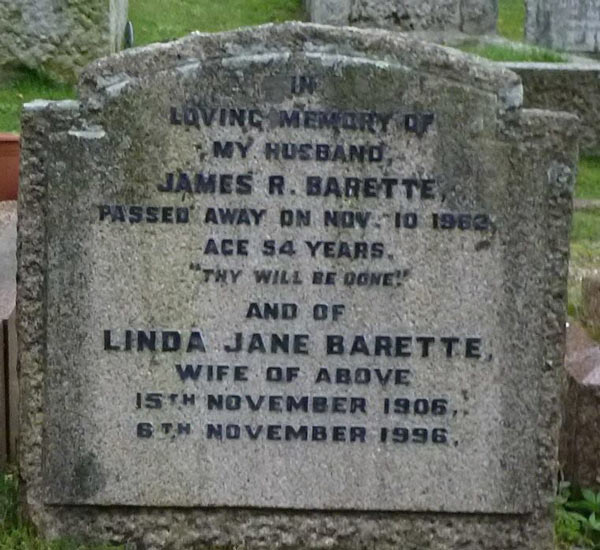 IN
LOVING MEMORY OF
MY HUSBAND,
JAMES R. BARETTE,
PASSED AWAY ON NOV. 10 1962,
AGE 54 YEARS.
"THY WILL BE DONE."
AND OF
LINDA JANE BARETTE,
WIFE OF ABOVE
15TH NOVEMBER 1906,
6TH NOVEMBER 1996.